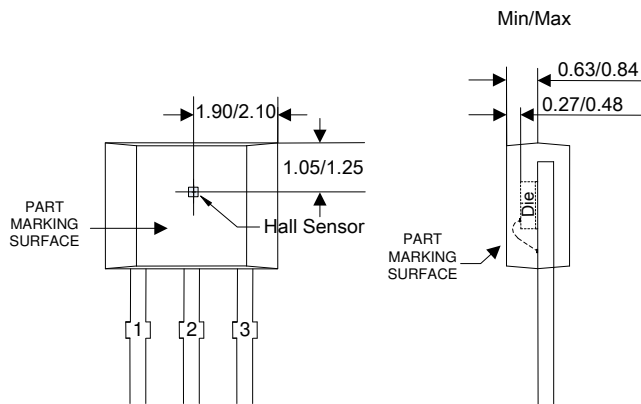 Min/Max
0.63/0.84
0.27/0.48
1.90/2.10
1.05/1.25
PART
MARKING
SURFACE
Hall Sensor
Die
PART
MARKING
SURFACE
1 2 3